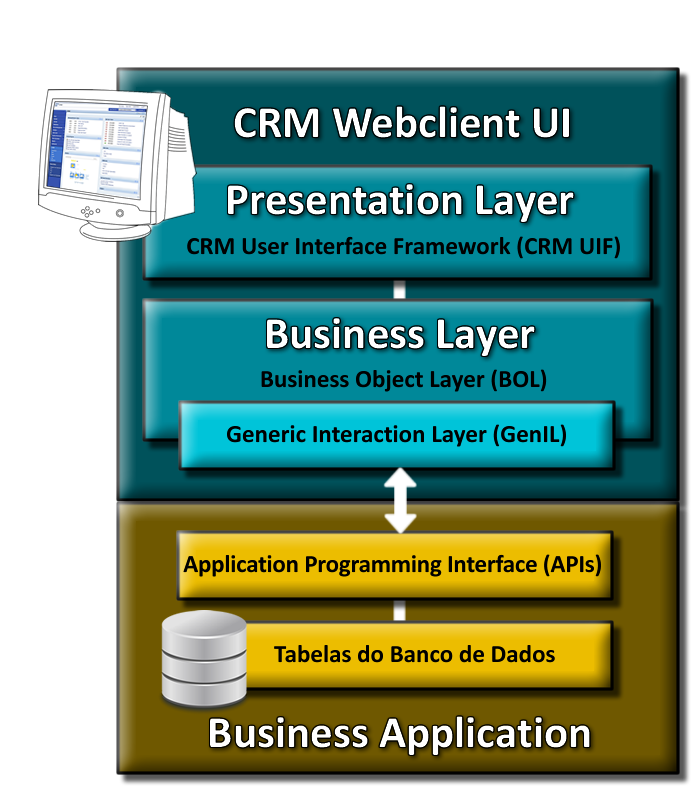 CRM Webclient UI
Presentation Layer
CRM User Interface Framework (CRM UIF)
Business Layer
Business Object Layer (BOL)
Generic Interaction Layer (GenIL)
Application Programming Interface (APIs)
Tabelas do Banco de Dados
Business Application